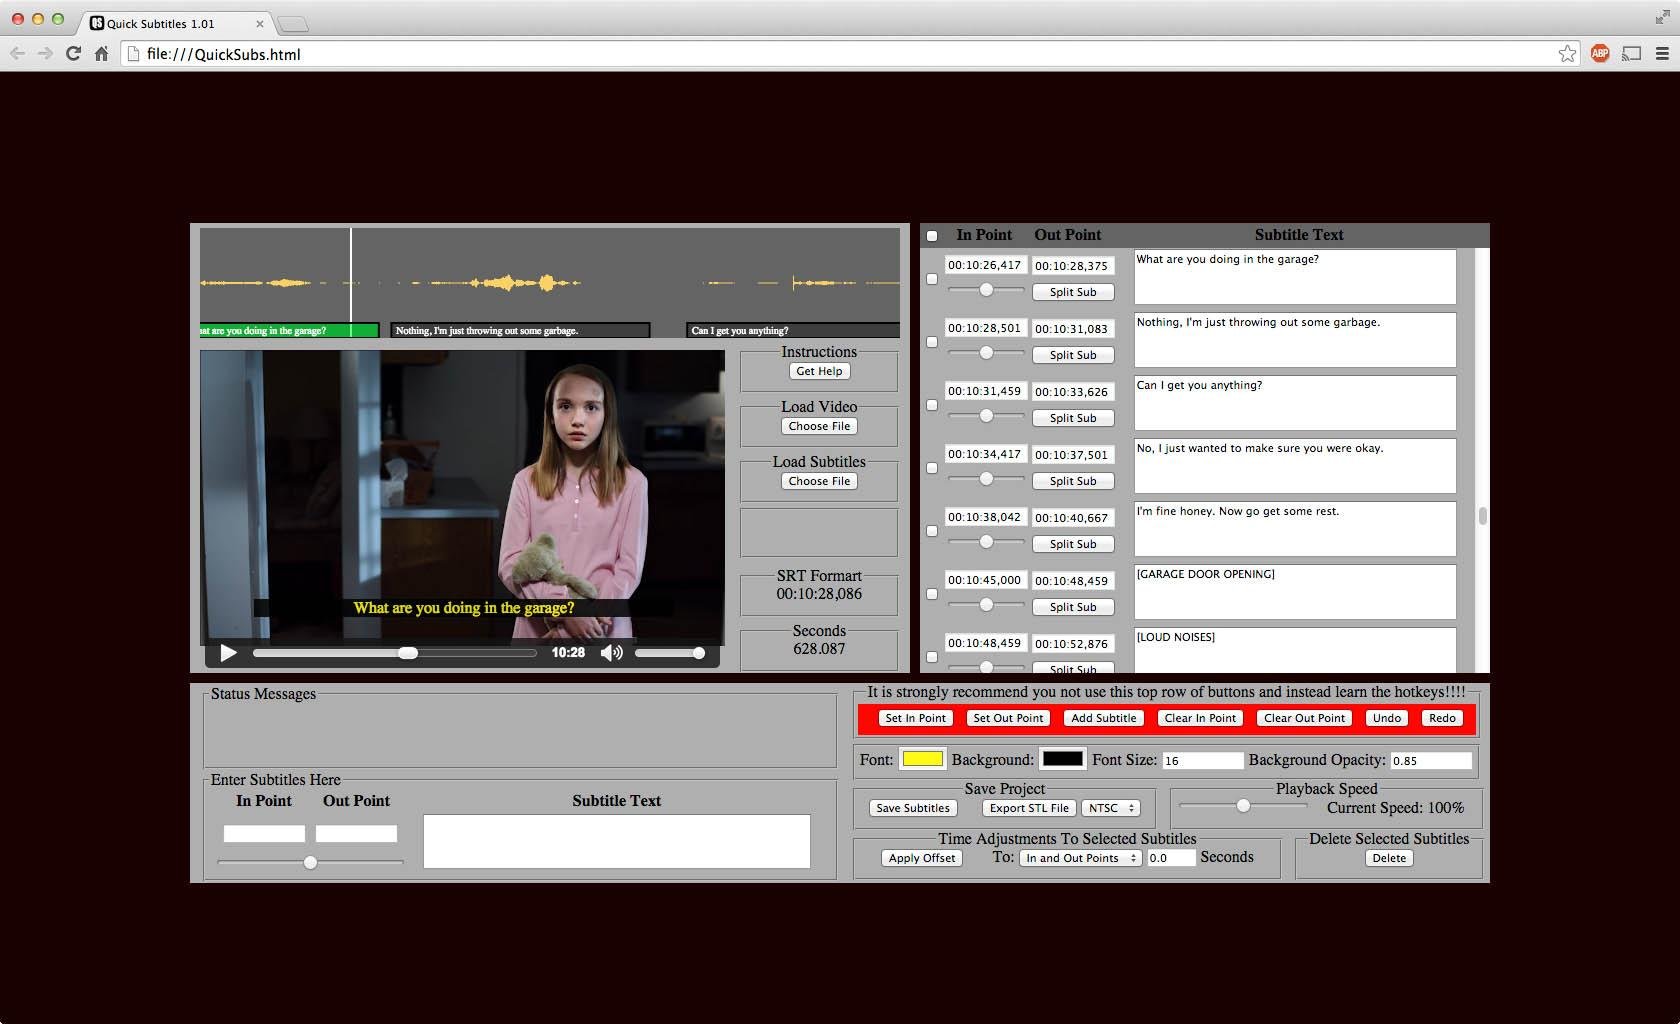 Quick Subtitles 1.01
file:///QuickSubs.html
ABP
at are you doing in the garage?
Nothing, I'm just throwing out some garbage.
Can I get you anything?
Instructions
Get Help
Load Video
Choose File
Load Subtitles
Choose File
SRT Formart
00:10:28,086
Seconds
628.087
What are you doing in the garage?
10:28
In Point Out Point Subtitle Text
00:10:26,417 00:10:28,375 What are you doing in the garage?
Split Sub
00:10:28,501 00:10:31,083 Nothing, I'm just throwing out some garbage.
Split Sub
00:10:31,459 00:10:33,626 Can I get you anything?
Split Sub
00:10:34,417 00:10:37,501 No, I just wanted to make sure you were okay.
Split Sub
00:10:38,042 00:10:40,667 I'm fine honey. Now go get some rest.
Split Sub
00:10:45,000 00:10:48,459 [GARAGE DOOR OPENING]
Split Sub
00:10:48,459 00:10:52,876 [LOUD NOISES]
Split Sub
Status Messages
Enter Subtitles Here
In Point Out Point Subtitle Text
It is strongly recommend you not use this top row of buttons and instead learn the hotkeys!!!!
Set In Point Set Out Point Add Subtitle Clear In Point Clear Out Point Undo Redo
Font: Background: Font Size: 16 Background Opacity: 0.85
Save Project
Save Subtitles Export STL File NTSC
Playback Speed
Current Speed: 100%
Time Adjustments To Selected Subtitles
Apply Offset To: In and Out Points 0.0 Seconds
Delete Selected Subtitles
Delete